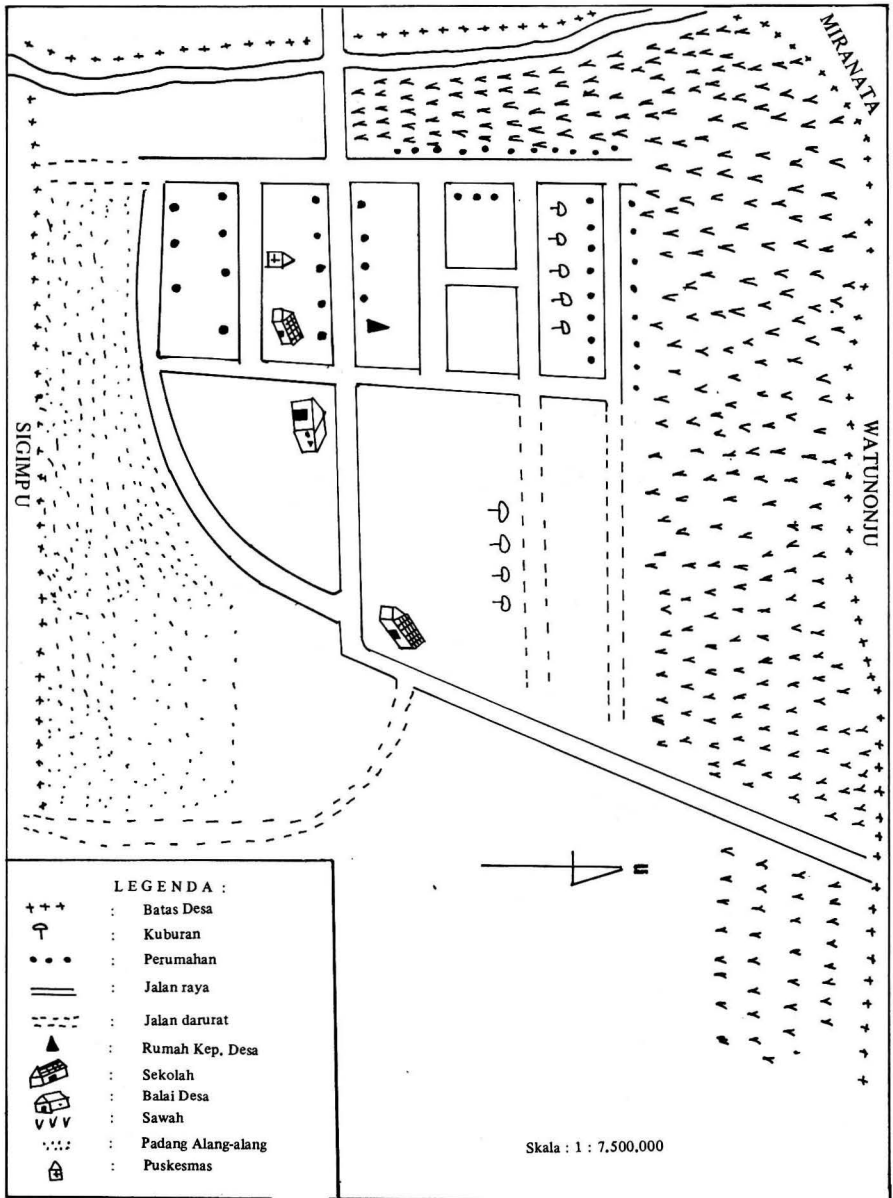 MIRANATA
WATUNONJU
SIGIMPU
u
LEGENDA :
+ + + : Batas Desa
: Kuburan
: Perumahan
: Jalan raya
: Jalan darurat
: Rumah Kep. Desa
: Sekolah
: Balai Desa
: Sawah
: Padang Alang-alang
: Puskesmas
Skala : 1 : 7.500.000